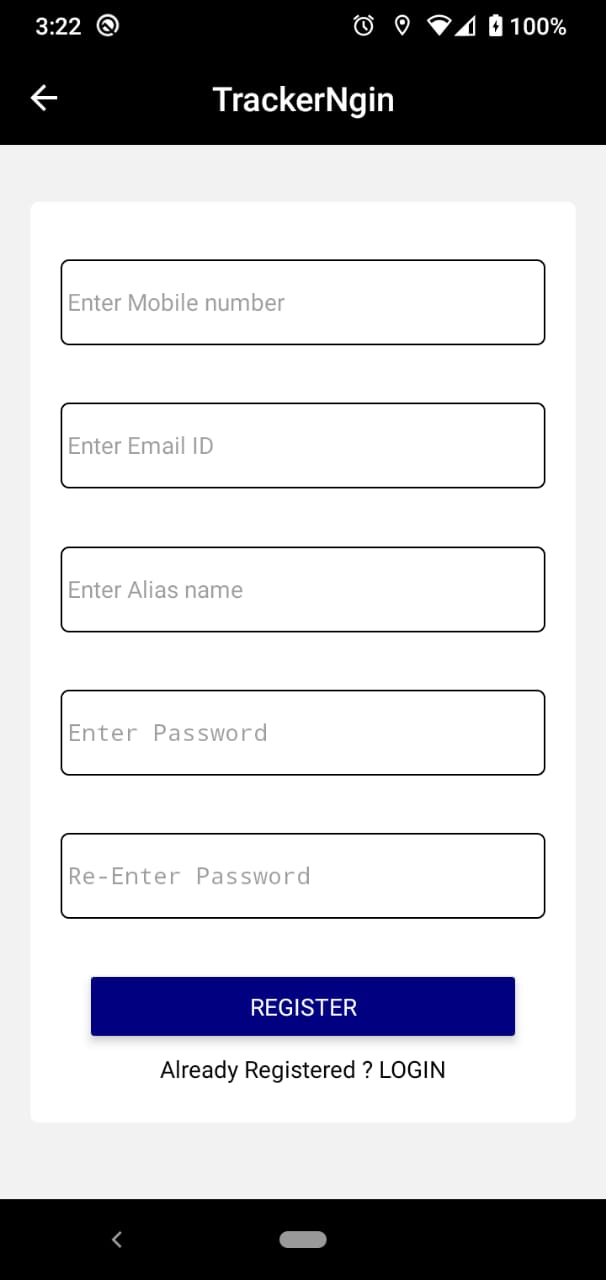 3:22 100%
TrackerNgin
Enter Mobile number
Enter Email ID
Enter Alias name
Enter Password
Re-Enter Password
REGISTER
Already Registered ? LOGIN